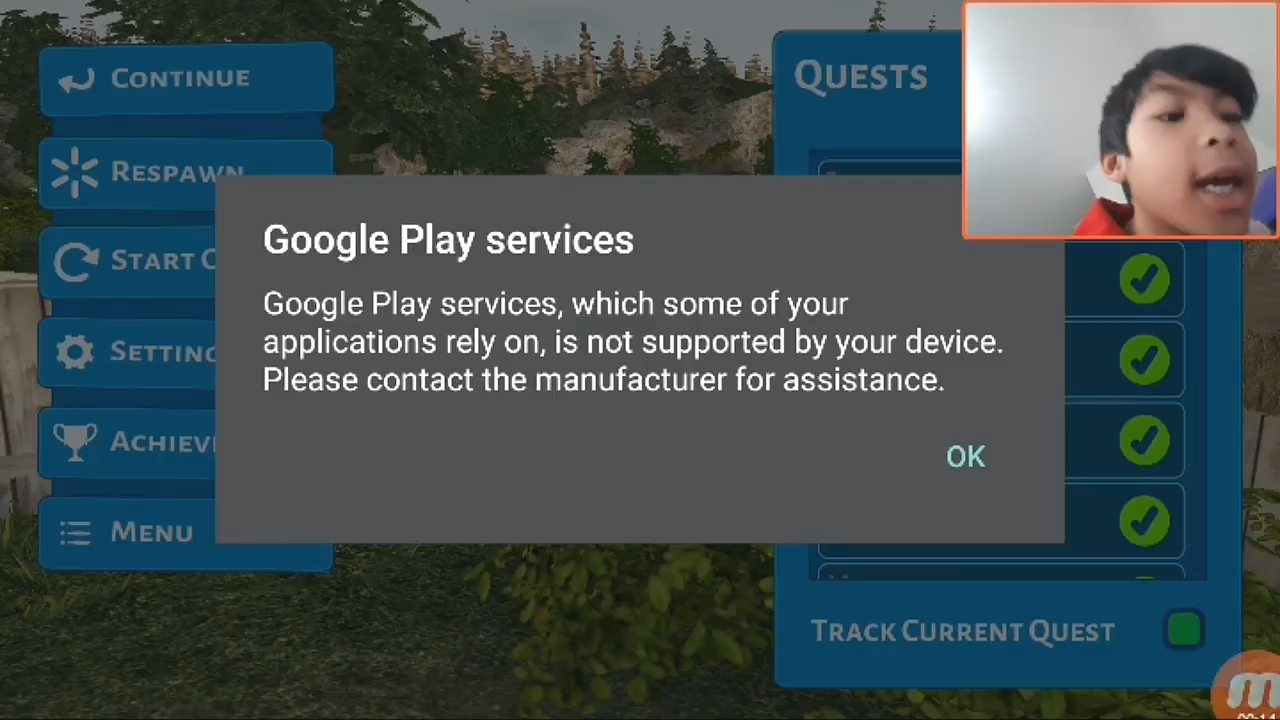 CONTINUE
QUESTS
RESPAWN
START C
SETTING
ACHIEV
MENU
Google Play services
Google Play services, which some of your
applications rely on, is not supported by your device.
Please contact the manufacturer for assistance.
OK
TRACK CURRENT QUEST
m